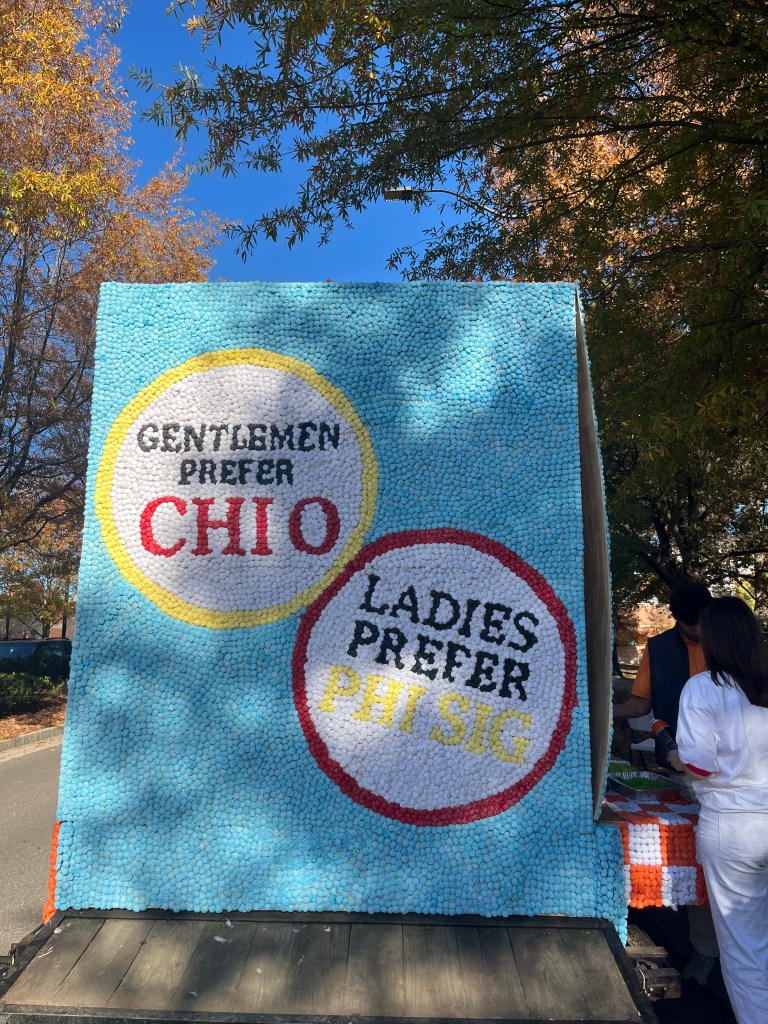 GENTLEMEN
PREFER
CHI O
LADIES
PREFER
PHI SIG